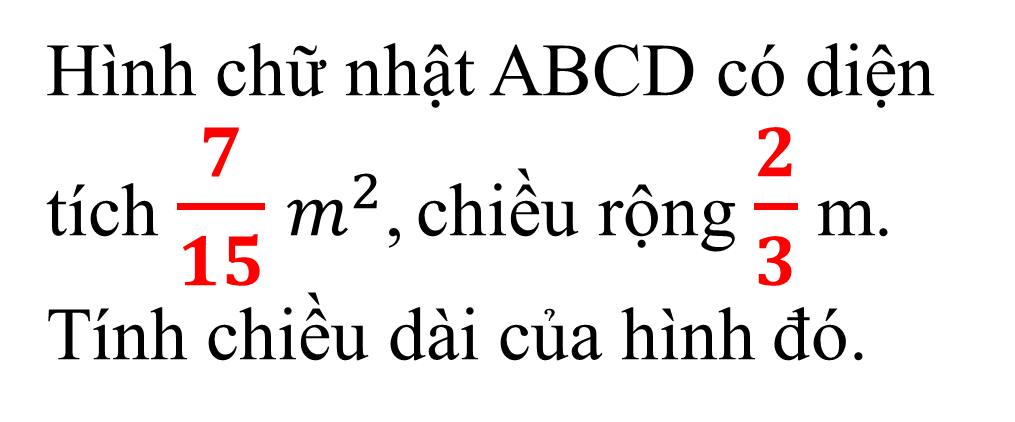 Hình chữ nhật ABCD có diện
tích 7/15 m², chiều rộng 2/3 m.
Tính chiều dài của hình đó.